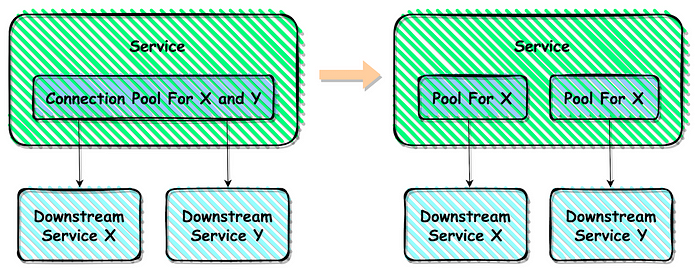 Service
Connection Pool For X and Y
Downstream
Service X
Downstream
Service Y
Service
Pool For X
Pool For X
Downstream
Service X
Downstream
Service Y